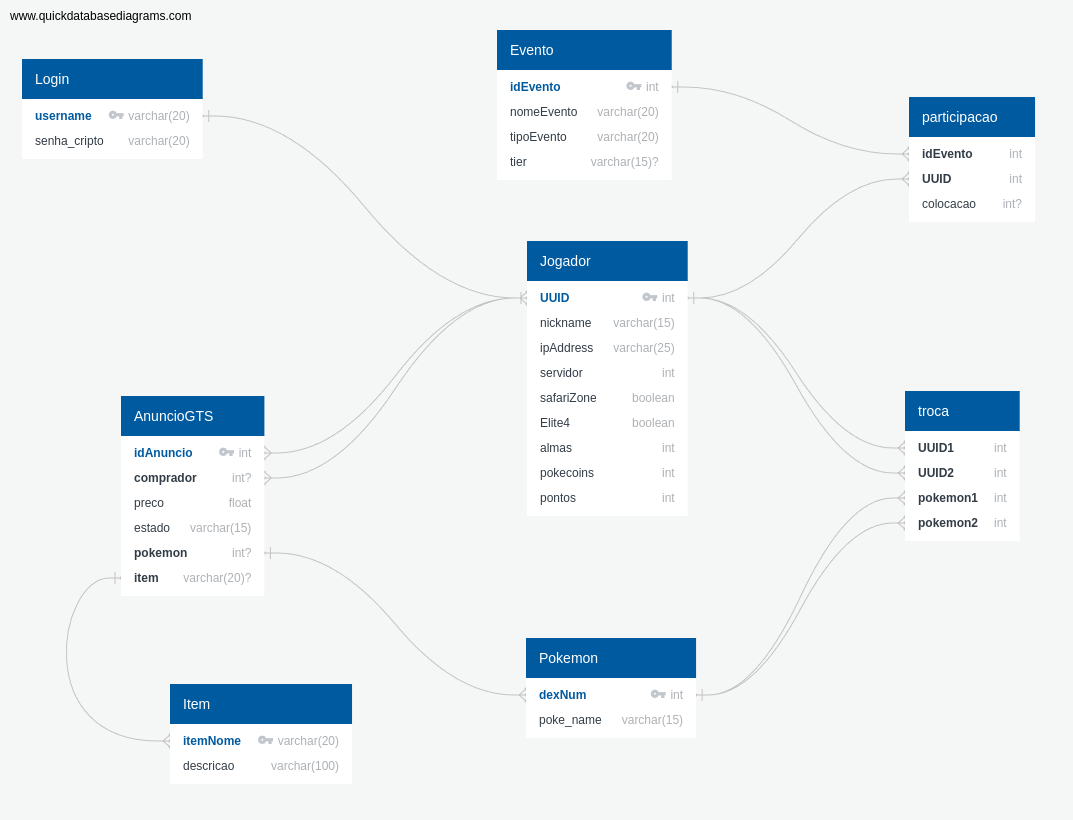 www.quickdatabasediagrams.com
Login
username varchar(20)
senha_cripto varchar(20)
Evento
idEvento int
nomeEvento varchar(20)
tipoEvento varchar(20)
tier varchar(15)?
participacao
idEvento int
UUID int
colocacao int?
Jogador
UUID int
nickname varchar(15)
ipAddress varchar(25)
servidor int
safariZone boolean
Elite4 boolean
almas int
pokecoins int
pontos int
AnuncioGTS
idAnuncio int
comprador int?
preco float
estado varchar(15)
pokemon int?
item varchar(20)?
troca
UUID1 int
UUID2 int
pokemon1 int
pokemon2 int
Pokemon
dexNum int
poke_name varchar(15)
Item
itemNome varchar(20)
descricao varchar(100)